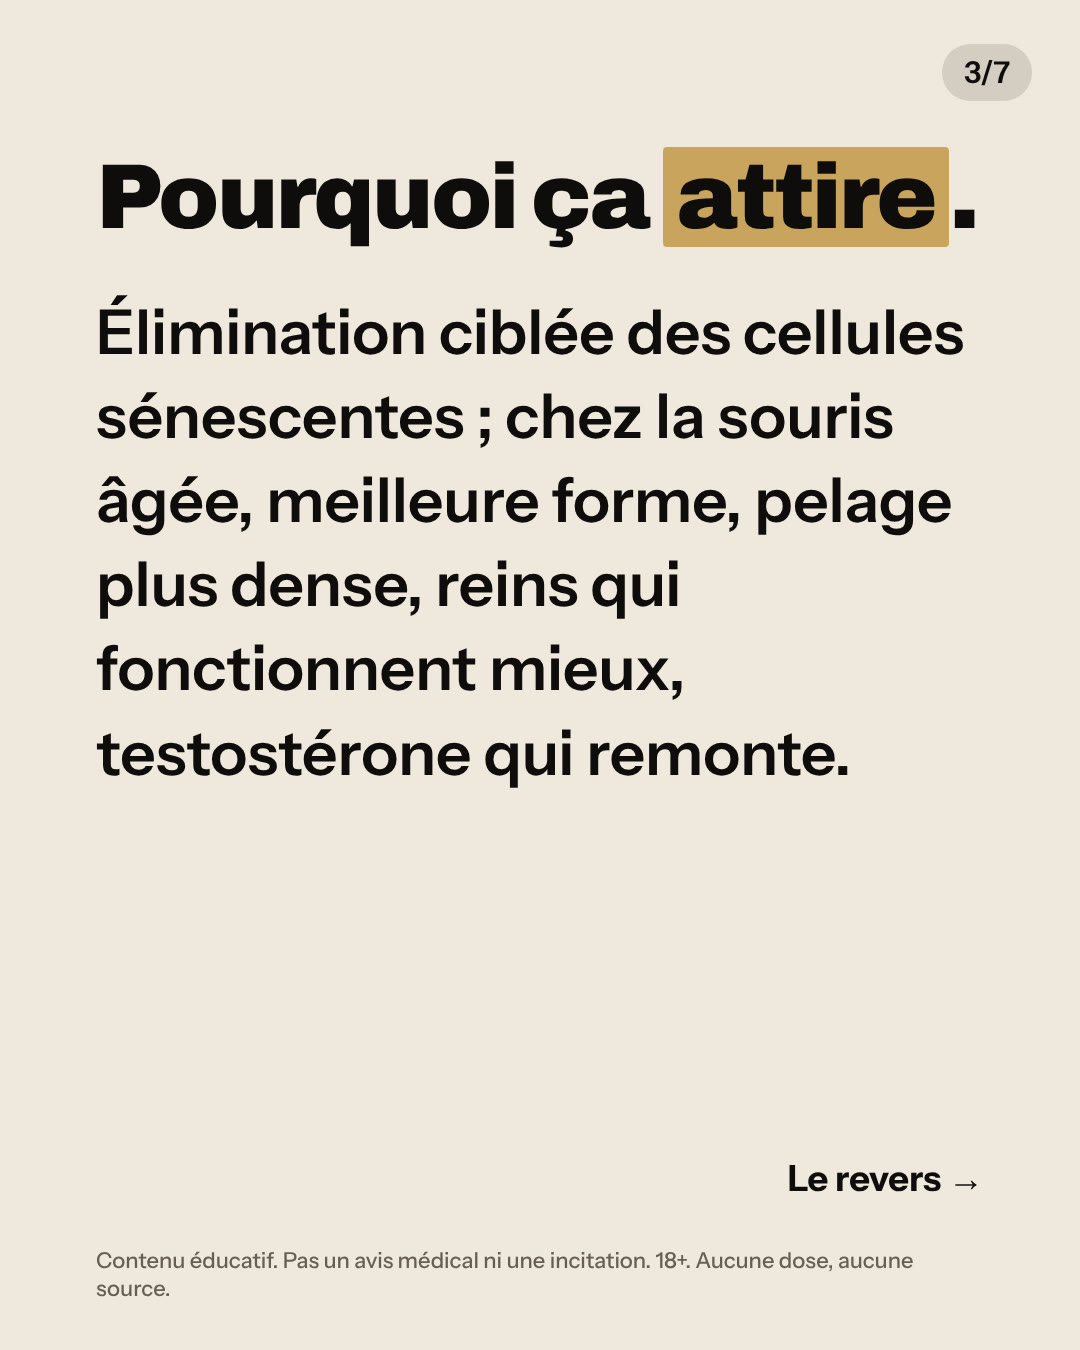 3/7
Pourquoi ça attire.
Élimination ciblée des cellules
sénescentes ; chez la souris
âgée, meilleure forme, pelage
plus dense, reins qui
fonctionnent mieux,
testostérone qui remonte.
Le revers →
Contenu éducatif. Pas un avis médical ni une incitation. 18+. Aucune dose, aucune
source.